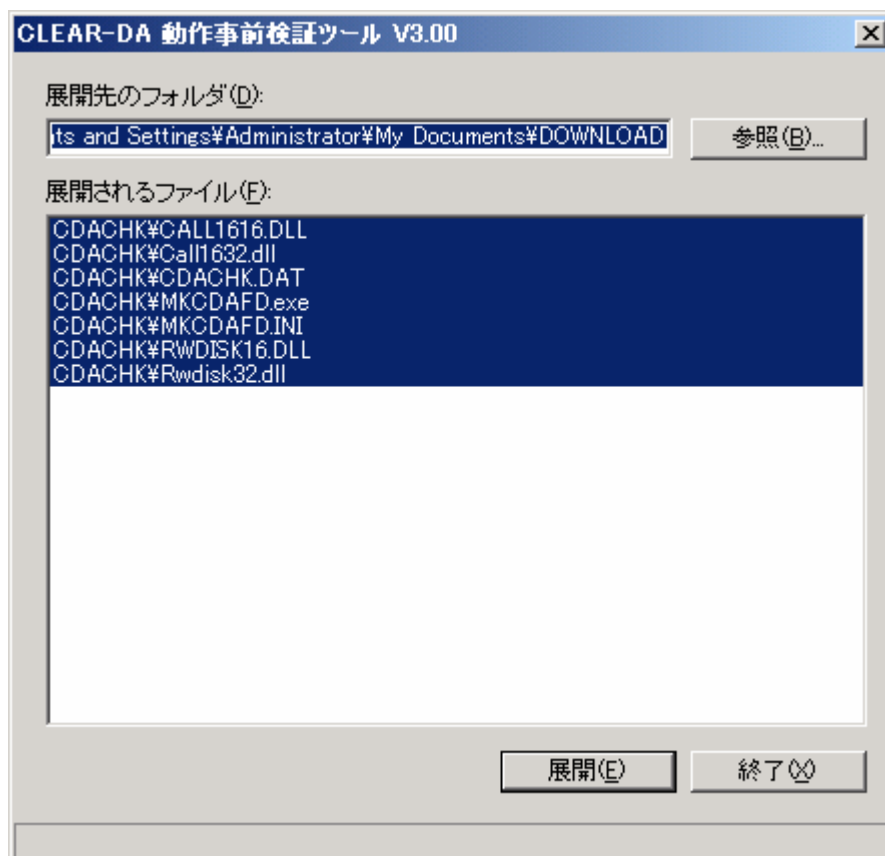 CLEAR-DA 動作事前検証ツール V3.00
展開先のフォルダ(D):
nts and Settings¥Administrator¥My Documents¥DOWNLOAD
参照(B)...
展開されるファイル(F):
CDACHK¥CALL1616.DLL
CDACHK¥Call1632.dll
CDACHK¥CDACHK.DAT
CDACHK¥MKCDAFD.exe
CDACHK¥MKCDAFD.INI
CDACHK¥RWDISK16.DLL
CDACHK¥Rwdisk32.dll
展開(E)
終了(X)